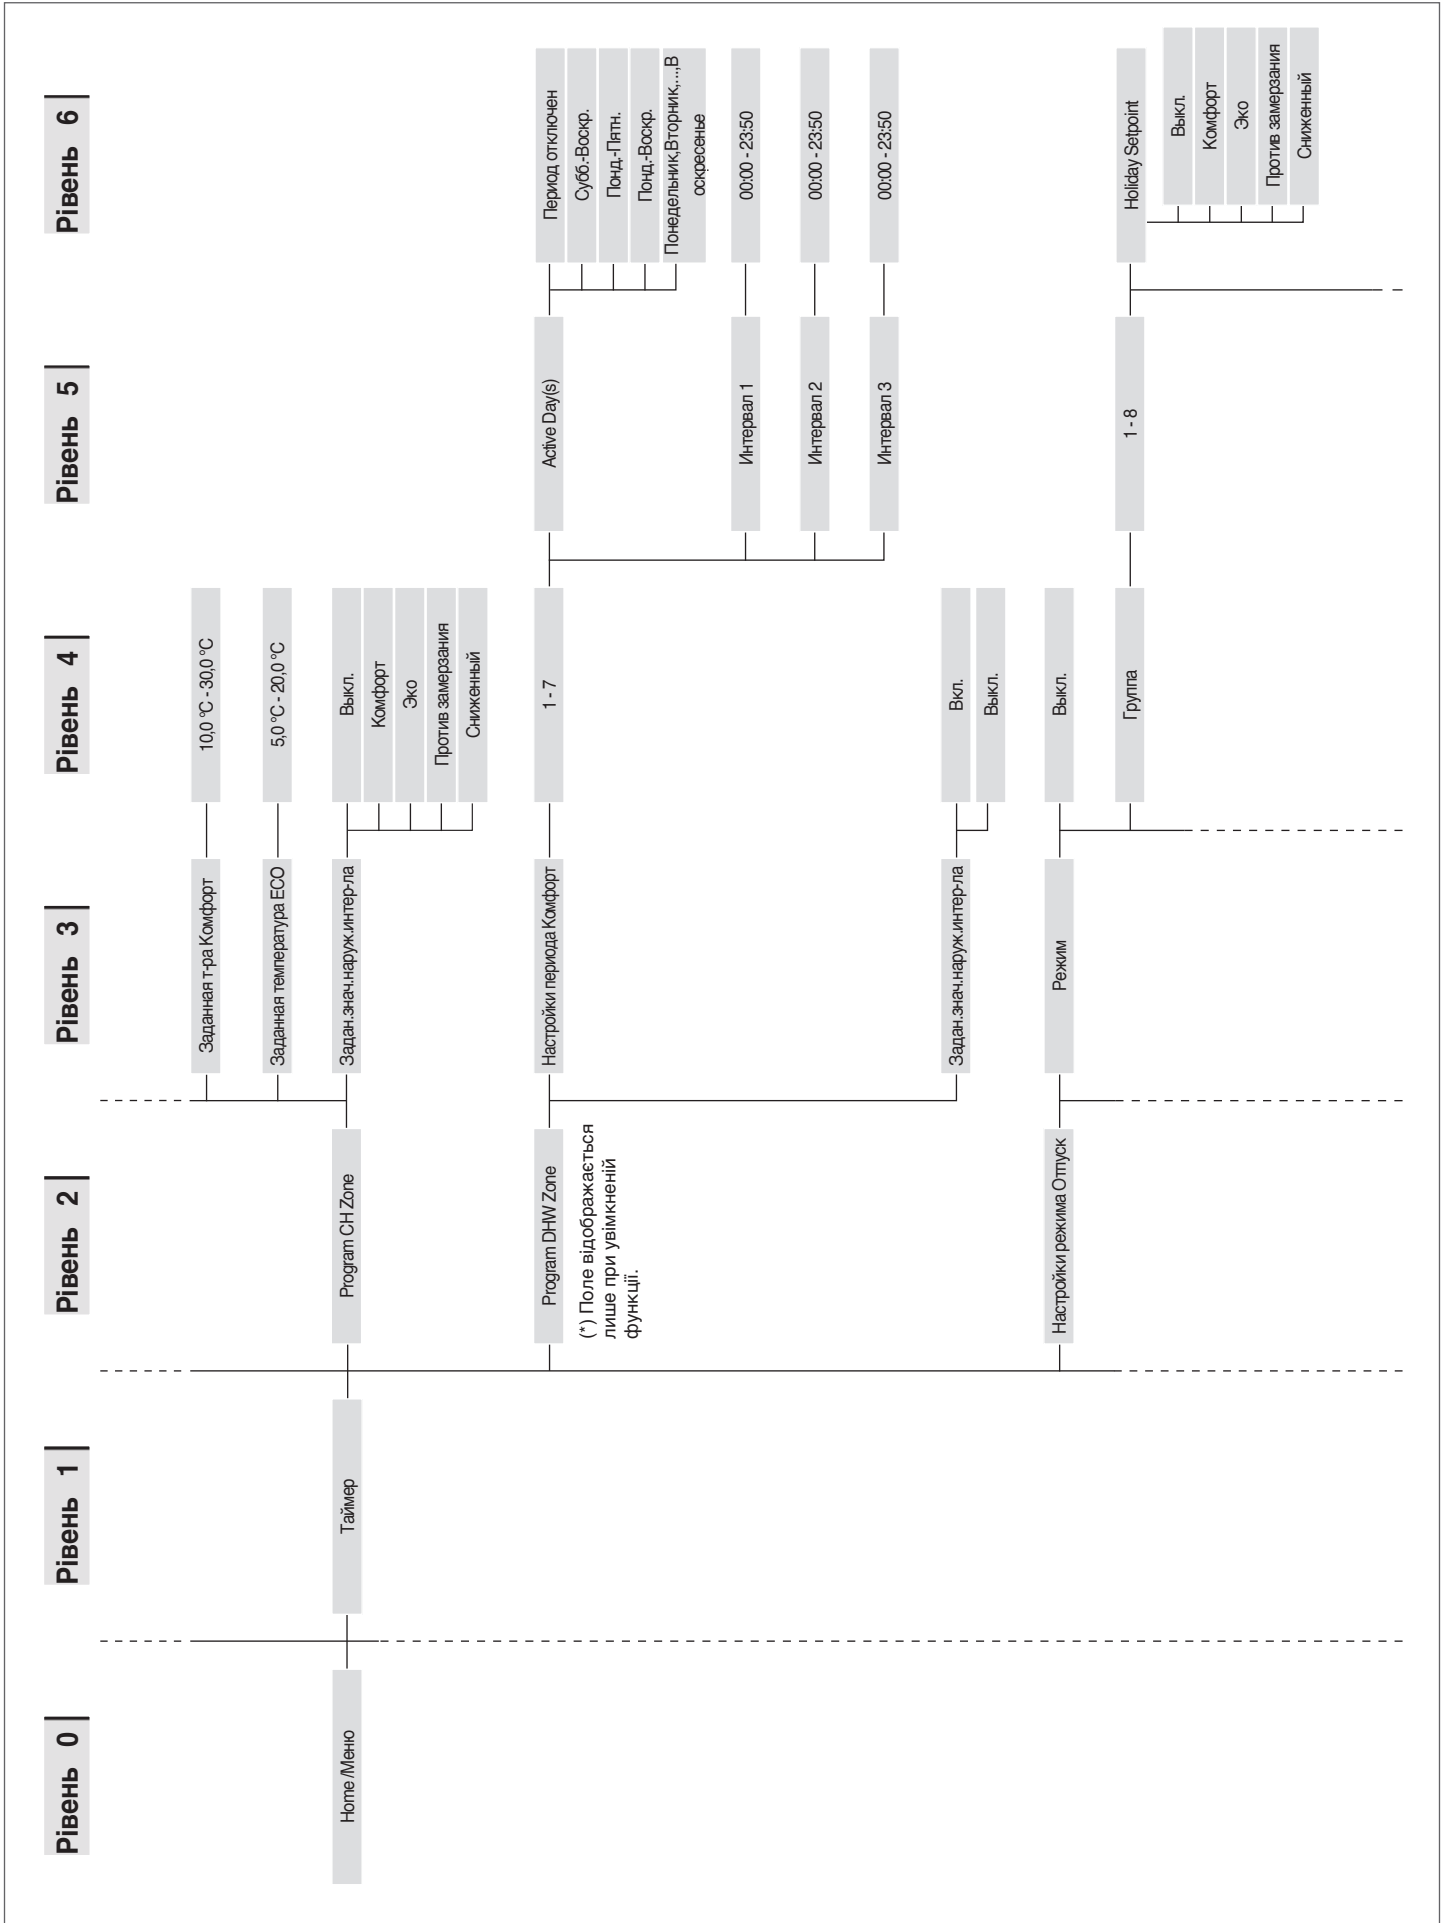 Рівень 0
Рівень 1
Рівень 2
Рівень 3
Рівень 4
Рівень 5
Рівень 6
Home /Меню
Таймер
Program CH Zone
Заданная т-ра Комфорт
10,0 °C - 30,0 °C
Заданная температура ECO
5,0 °C - 20,0 °C
Задан.знач.наруж.интер-ла
Выкл.
Комфорт
Эко
Против замерзания
Сниженный
Program DHW Zone
(*) Поле відображається
лише при увімкненій
функції.
Настройки периода Комфорт
1 - 7
Active Day(s)
Период отключен
Субб.-Воскр.
Понд.-Пятн.
Понд.-Воскр.
Понедельник,Вторник,...,В
оскресенье
Интервал 1
00:00 - 23:50
Интервал 2
00:00 - 23:50
Интервал 3
00:00 - 23:50
Задан.знач.наруж.интер-ла
Вкл.
Выкл.
Настройки режима Отпуск
Режим
Выкл.
Группа
1 - 8
Holiday Setpoint
Выкл.
Комфорт
Эко
Против замерзания
Сниженный